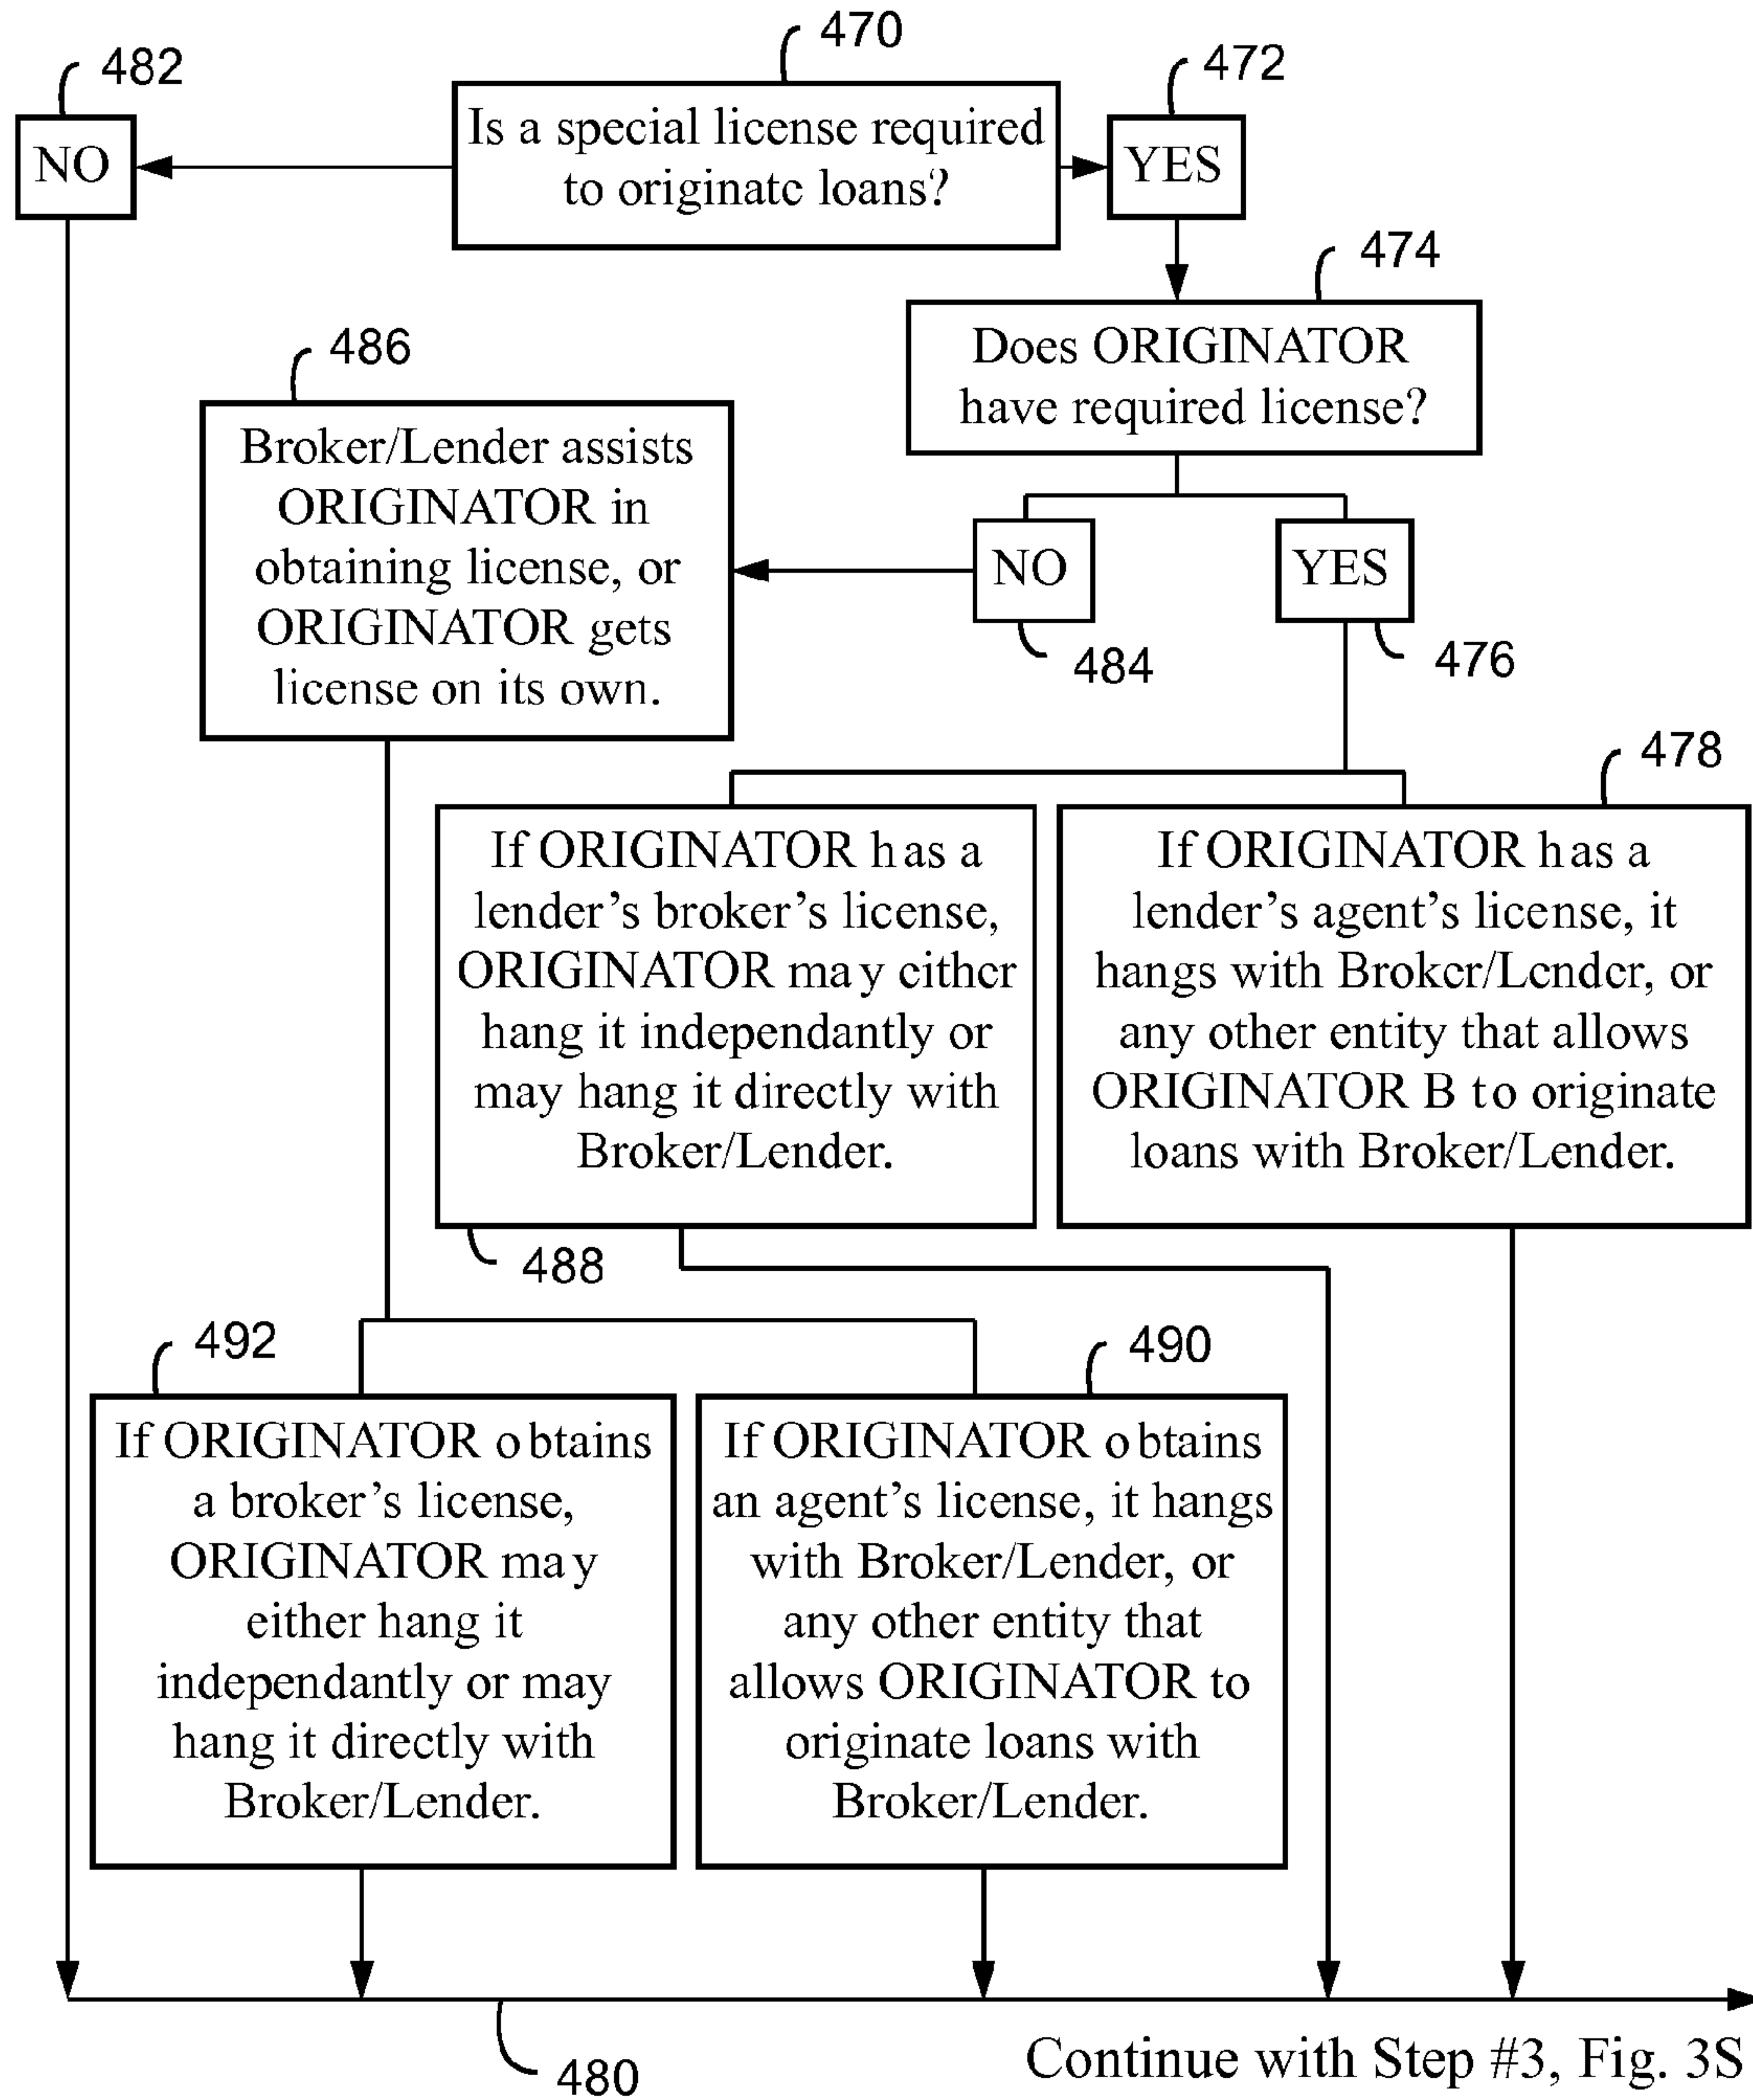 482
470
472
NO
Is a special license required
to originate loans?
YES
474
Does ORIGINATOR
have required license?
486
Broker/Lender assists
ORIGINATOR in
obtaining license, or
ORIGINATOR gets
license on its own.
NO
YES
484
476
478
If ORIGINATOR has a
lender's broker's license,
ORIGINATOR may either
hang it independantly or
may hang it directly with
Broker/Lender.
If ORIGINATOR has a
lender's agent's license, it
hangs with Broker/Lender, or
any other entity that allows
ORIGINATOR B to originate
loans with Broker/Lender.
488
492
490
If ORIGINATOR obtains
a broker's license,
ORIGINATOR may
either hang it
independantly or may
hang it directly with
Broker/Lender.
If ORIGINATOR obtains
an agent's license, it hangs
with Broker/Lender, or
any other entity that
allows ORIGINATOR to
originate loans with
Broker/Lender.
480
Continue with Step #3, Fig. 3S